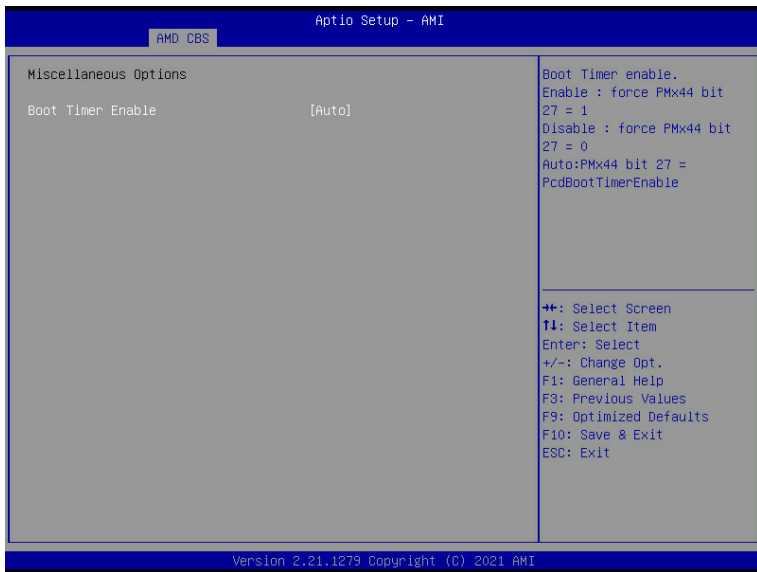 Aptio Setup – AMI
AMD CBS
Miscellaneous Options
Boot Timer Enable [Auto]
Boot Timer enable.
Enable : force PMx44 bit
27 = 1
Disable : force PMx44 bit
27 = 0
Auto:PMx44 bit 27 =
PcdBootTimerEnable
→←: Select Screen
↑↓: Select Item
Enter: Select
+/-: Change Opt.
F1: General Help
F3: Previous Values
F9: Optimized Defaults
F10: Save & Exit
ESC: Exit
Version 2.21.1279 Copyright (C) 2021 AMI